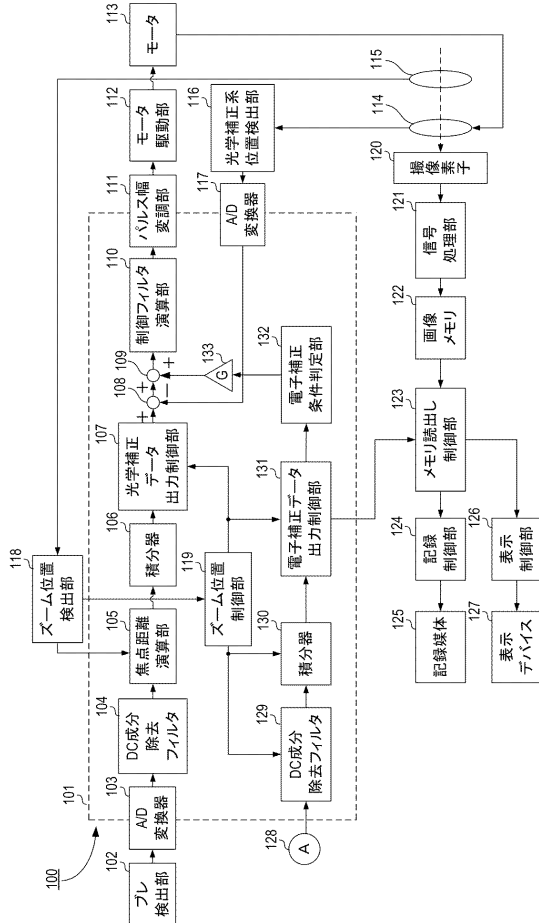 100
101
102
ブレ
検出部
103
A/D
変換器
104
DC成分
除去
フィルタ
105
焦点距離
演算部
106
積分器
107
光学補正
データ
出力制御部
108
109
+
−
+
+
110
制御フィルタ
演算部
111
パルス幅
変調部
112
モータ
駆動部
113
モータ
114
115
116
光学補正系
位置検出部
117
A/D
変換器
118
ズーム位置
検出部
119
ズーム位置
制御部
120
撮像
素子
121
信号
処理部
122
画像
メモリ
123
メモリ読出し
制御部
124
記録
制御部
125
記録媒体
126
表示
制御部
127
表示
デバイス
128
A
129
DC成分
除去フィルタ
130
積分器
131
電子補正データ
出力制御部
132
電子補正
条件判定部
133
G